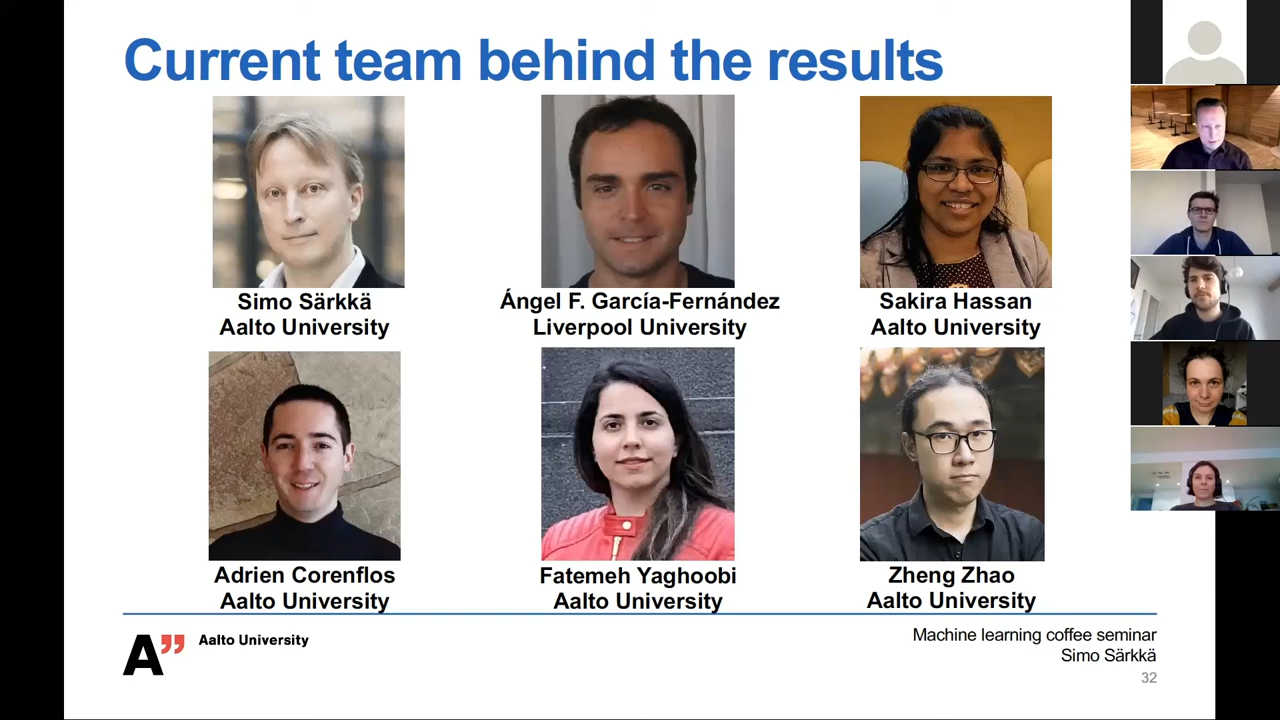 Current team behind the results
Simo Särkkä
Aalto University
Ángel F. García-Fernández
Liverpool University
Sakira Hassan
Aalto University
Adrien Corenflos
Aalto University
Fatemeh Yaghoobi
Aalto University
Zheng Zhao
Aalto University
A”
Aalto University
Machine learning coffee seminar
Simo Särkkä
32